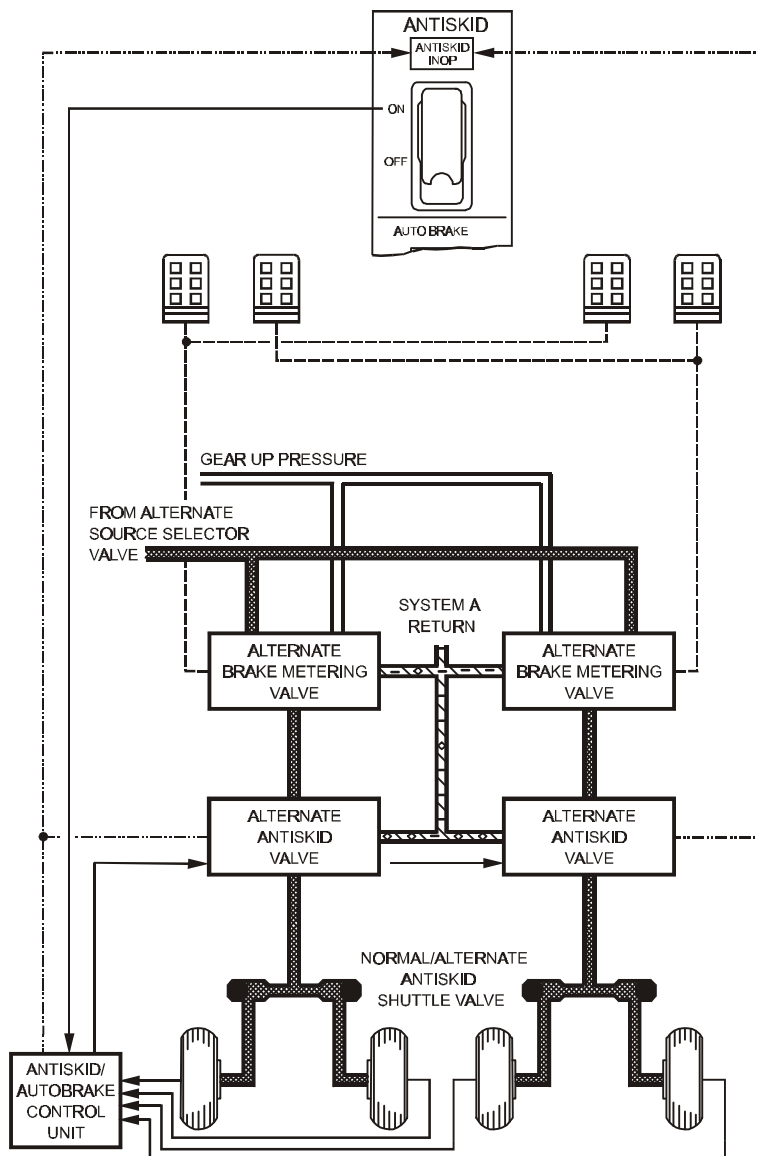 ANTISKID
ANTISKID
INOP
ON
OFF
AUTO BRAKE
GEAR UP PRESSURE
FROM ALTERNATE
SOURCE SELECTOR
VALVE
SYSTEM A
RETURN
ALTERNATE
BRAKE METERING
VALVE
ALTERNATE
BRAKE METERING
VALVE
ALTERNATE
ANTISKID
VALVE
ALTERNATE
ANTISKID
VALVE
NORMAL/ALTERNATE
ANTISKID
SHUTTLE VALVE
ANTISKID/
AUTOBRAKE
CONTROL
UNIT